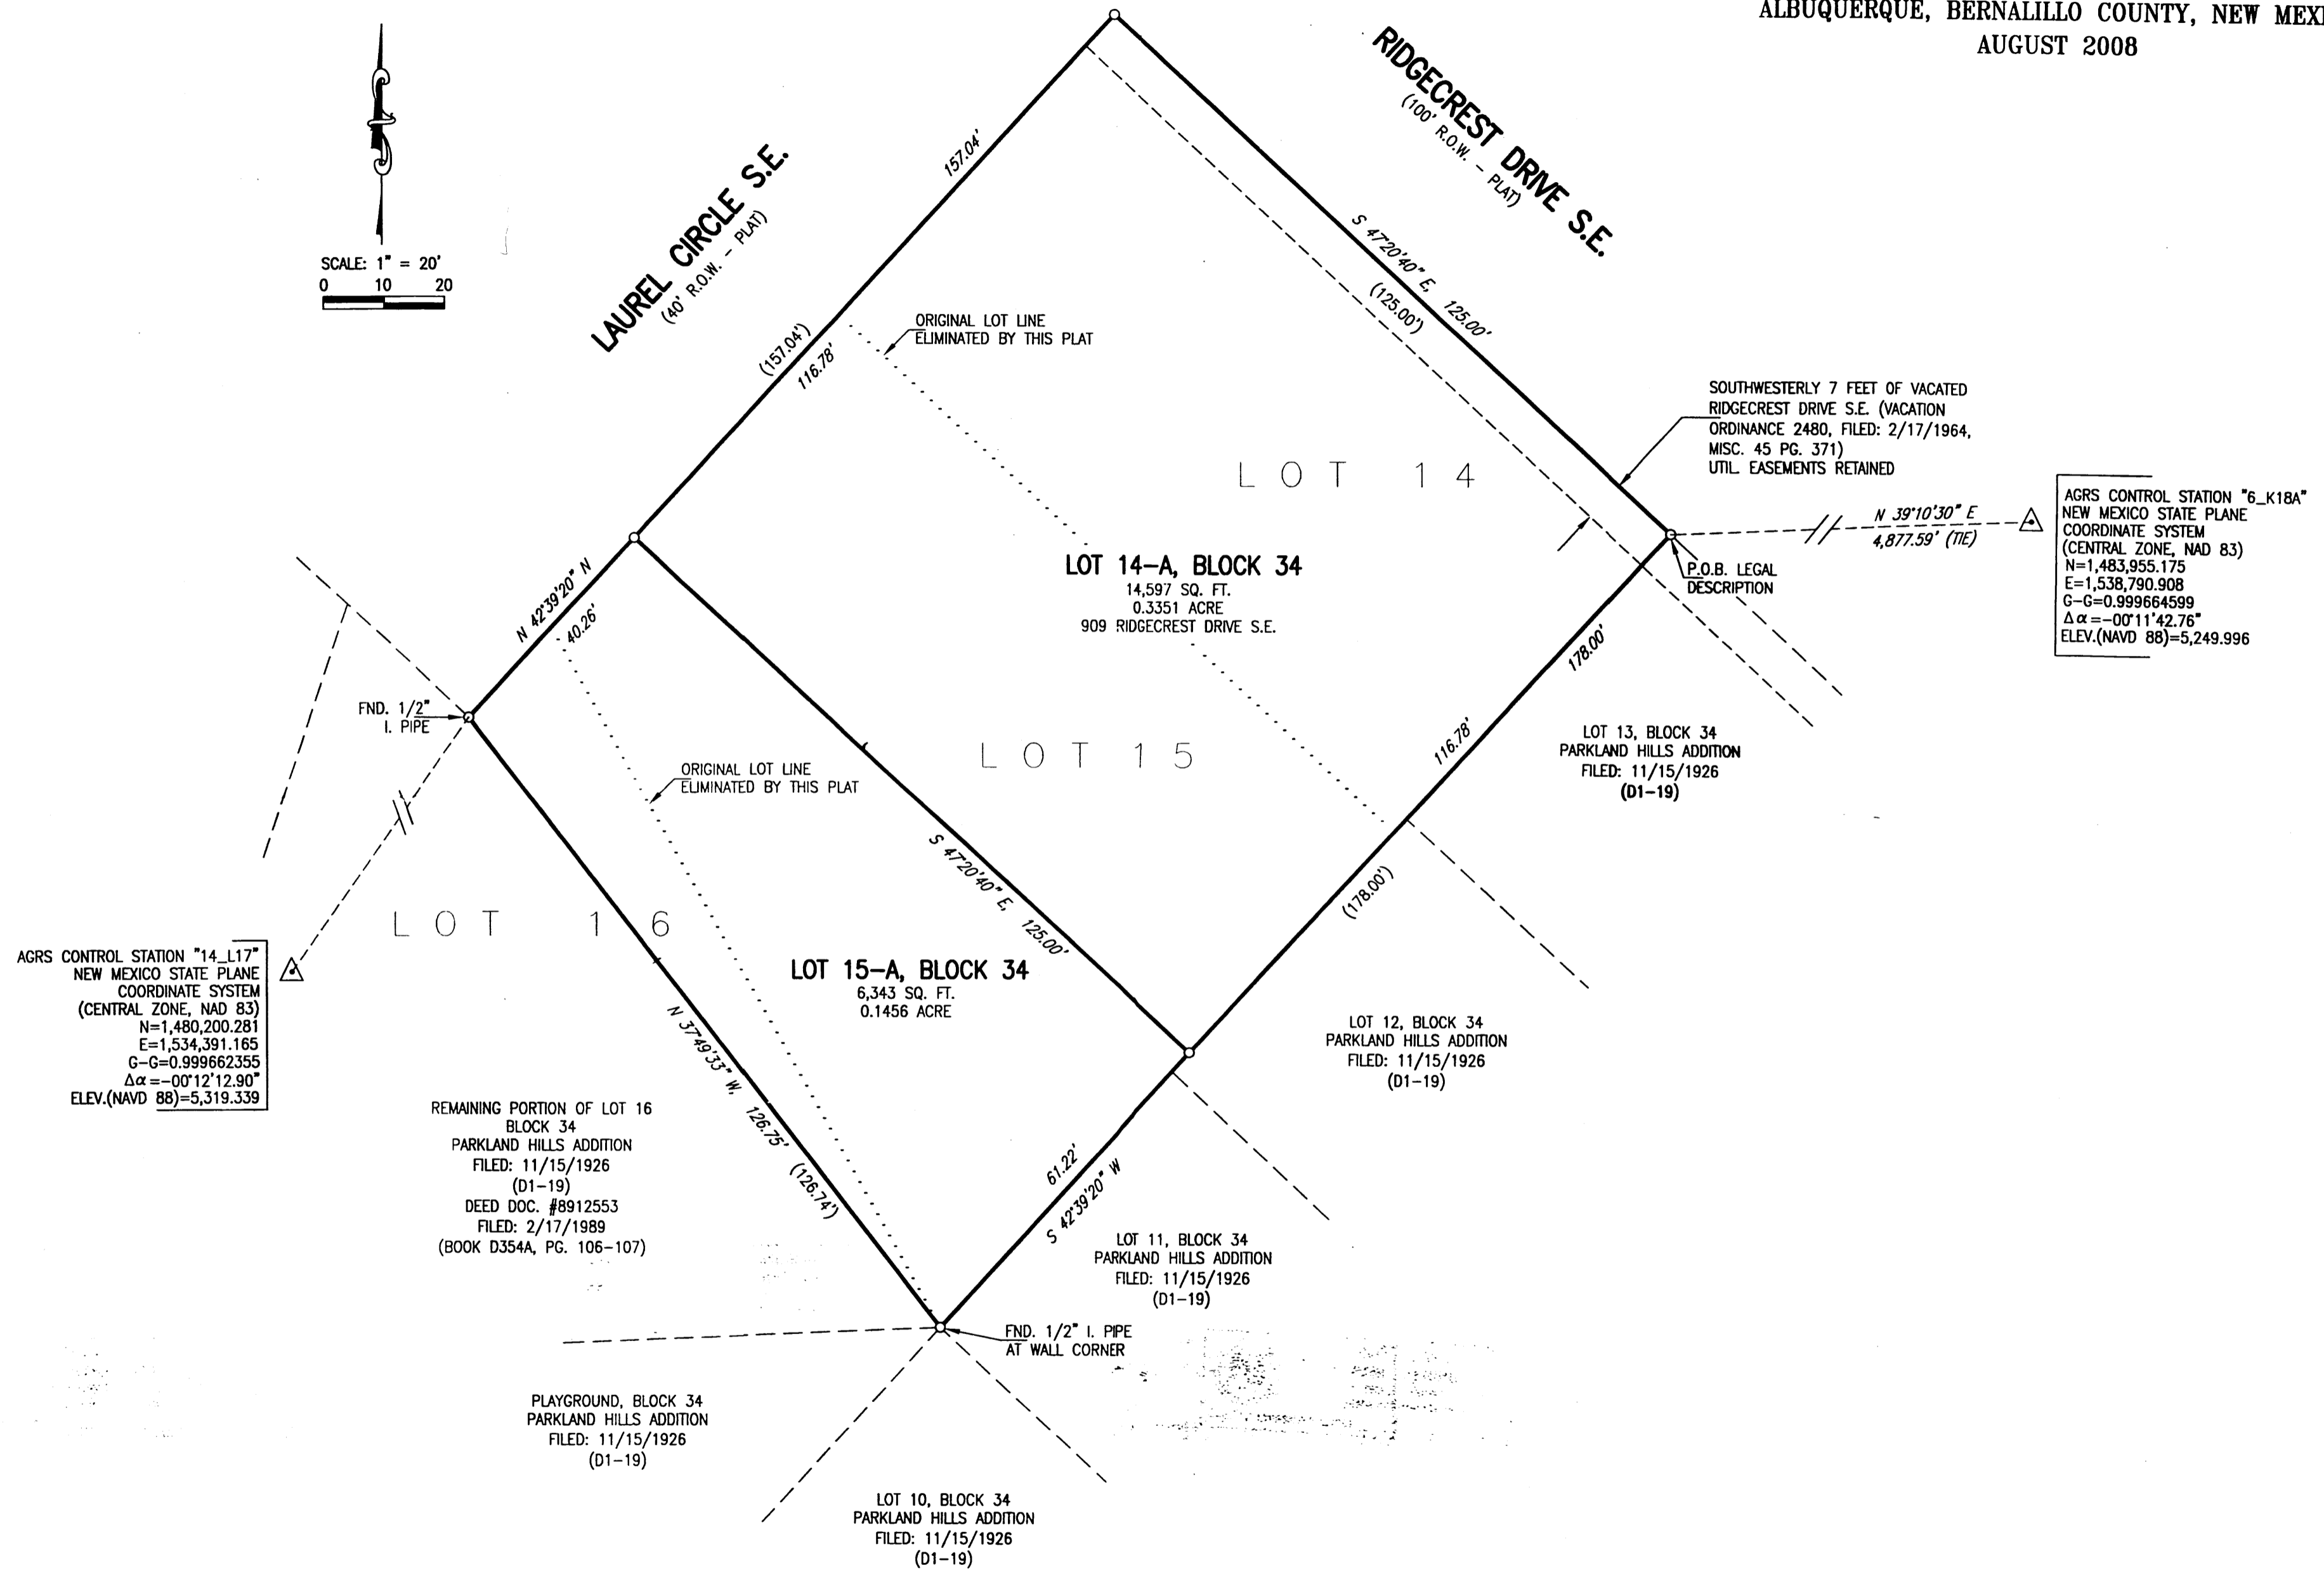 ALBUQUERQUE, BERNALILLO COUNTY, NEW
AUGUST 2008
SCALE: 1" = 20'
0 10 20
LAUREL CIRCLE S.E.
(40' R.O.W. - PLAT)
RIDGECREST DRIVE S.E.
(100' R.O.W. - PLAT)
157.04'
(157.04')
116.78'
S 47°20'40" E, 125.00'
(125.00')
ORIGINAL LOT LINE
ELIMINATED BY THIS PLAT
SOUTHWESTERLY 7 FEET OF VACATED
RIDGECREST DRIVE S.E. (VACATION
ORDINANCE 2480, FILED: 2/17/1964,
MISC. 45 PG. 371)
UTIL. EASEMENTS RETAINED
LOT 14
N 39°10'30" E
4,877.59' (TIE)
AGRS CONTROL STATION "6_K18A"
NEW MEXICO STATE PLANE
COORDINATE SYSTEM
(CENTRAL ZONE, NAD 83)
N=1,483,955.175
E=1,538,790.908
G-G=0.999664599
Δα=-00°11'42.76"
ELEV.(NAVD 88)=5,249.996
P.O.B. LEGAL
DESCRIPTION
LOT 14-A, BLOCK 34
14,597 SQ. FT.
0.3351 ACRE
909 RIDGECREST DRIVE S.E.
N 42°39'20" N
40.26'
178.00'
116.78'
(178.00')
FND. 1/2"
I. PIPE
LOT 15
LOT 13, BLOCK 34
PARKLAND HILLS ADDITION
FILED: 11/15/1926
(D1-19)
ORIGINAL LOT LINE
ELIMINATED BY THIS PLAT
S 47°20'40" E, 125.00'
LOT 16
LOT 15-A, BLOCK 34
6,343 SQ. FT.
0.1456 ACRE
AGRS CONTROL STATION "14_L17"
NEW MEXICO STATE PLANE
COORDINATE SYSTEM
(CENTRAL ZONE, NAD 83)
N=1,480,200.281
E=1,534,391.165
G-G=0.999662355
Δα=-00°12'12.90"
ELEV.(NAVD 88)=5,319.339
N 37°49'33" W, 126.75' (126.74')
LOT 12, BLOCK 34
PARKLAND HILLS ADDITION
FILED: 11/15/1926
(D1-19)
REMAINING PORTION OF LOT 16
BLOCK 34
PARKLAND HILLS ADDITION
FILED: 11/15/1926
(D1-19)
DEED DOC. #8912553
FILED: 2/17/1989
(BOOK D354A, PG. 106-107)
61.22'
S 42°39'20" W
LOT 11, BLOCK 34
PARKLAND HILLS ADDITION
FILED: 11/15/1926
(D1-19)
FND. 1/2" I. PIPE
AT WALL CORNER
PLAYGROUND, BLOCK 34
PARKLAND HILLS ADDITION
FILED: 11/15/1926
(D1-19)
LOT 10, BLOCK 34
PARKLAND HILLS ADDITION
FILED: 11/15/1926
(D1-19)